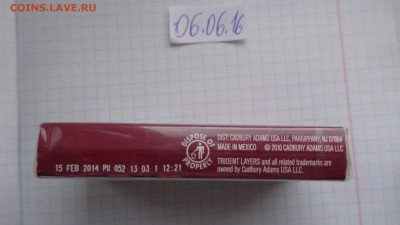 COINS.LAVE.RU
06.06.16
DISPOSE OF
PROPERLY
DIST. CADBURY ADAMS USA LLC, PARSIPPANY, NJ 07054
MADE IN MEXICO © 2010 CADBURY ADAMS USA LLC
15 FEB 2014 PU 052 13 03 1 12:21
TRIDENT LAYERS and all related trademarks are
owned by Cadbury Adams USA LLC.